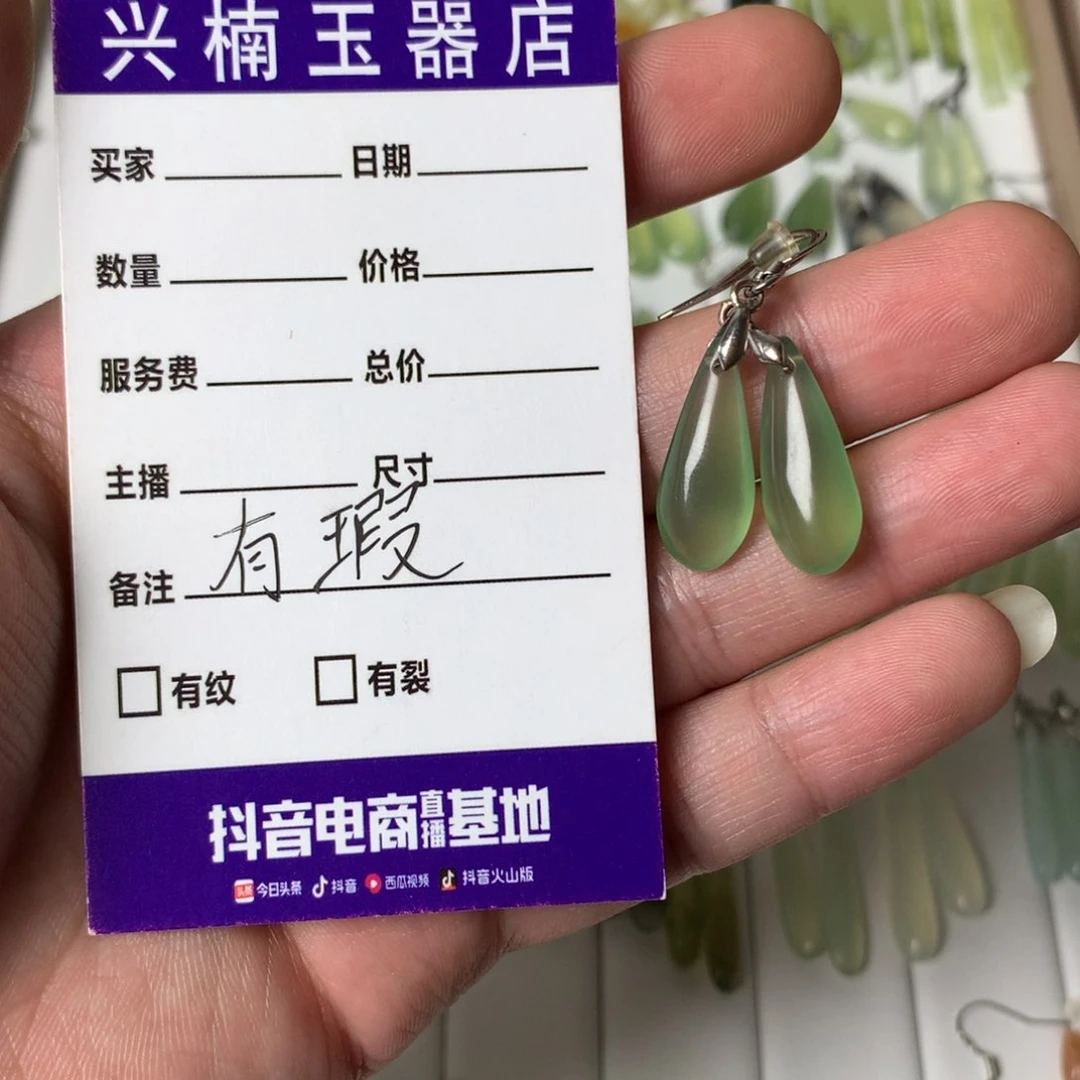 兴楠玉器店
买家 日期
数量 价格
服务费 总价
主播 尺寸
备注 有瑕
有纹 有裂
抖音电商直播基地
头条 今日头条 抖音 西瓜视频 抖音火山版